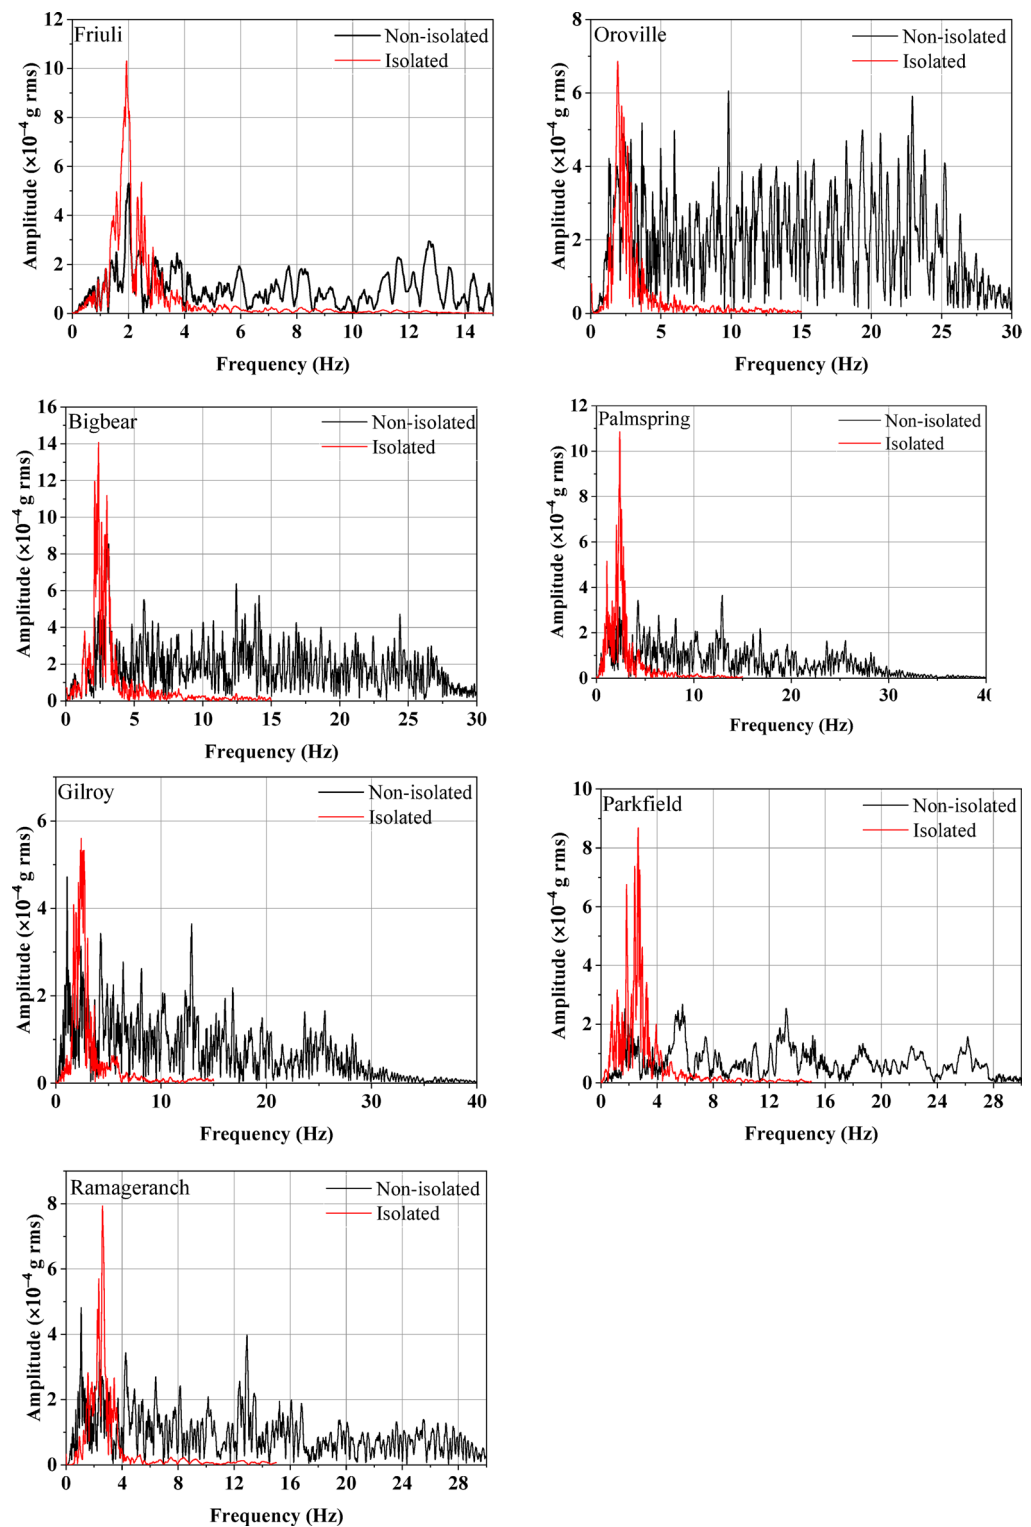 Friuli
Non-isolated
Isolated
12
10
8
6
4
2
0
Amplitude (×10⁻⁴ g rms)
0 2 4 6 8 10 12 14
Frequency (Hz)
Oroville
Non-isolated
Isolated
8
6
4
2
0
Amplitude (×10⁻⁴ g rms)
0 5 10 15 20 25 30
Frequency (Hz)
Bigbear
Non-isolated
Isolated
16
14
12
10
8
6
4
2
0
Amplitude (×10⁻⁴ g rms)
0 5 10 15 20 25 30
Frequency (Hz)
Palmspring
Non-isolated
Isolated
12
10
8
6
4
2
0
Amplitude (×10⁻⁴ g rms)
0 10 20 30 40
Frequency (Hz)
Gilroy
Non-isolated
Isolated
6
4
2
0
Amplitude (×10⁻⁴ g rms)
0 10 20 30 40
Frequency (Hz)
Parkfield
Non-isolated
Isolated
10
8
6
4
2
0
Amplitude (×10⁻⁴ g rms)
0 4 8 12 16 20 24 28
Frequency (Hz)
Ramageranch
Non-isolated
Isolated
8
6
4
2
0
Amplitude (×10⁻⁴ g rms)
0 4 8 12 16 20 24 28
Frequency (Hz)